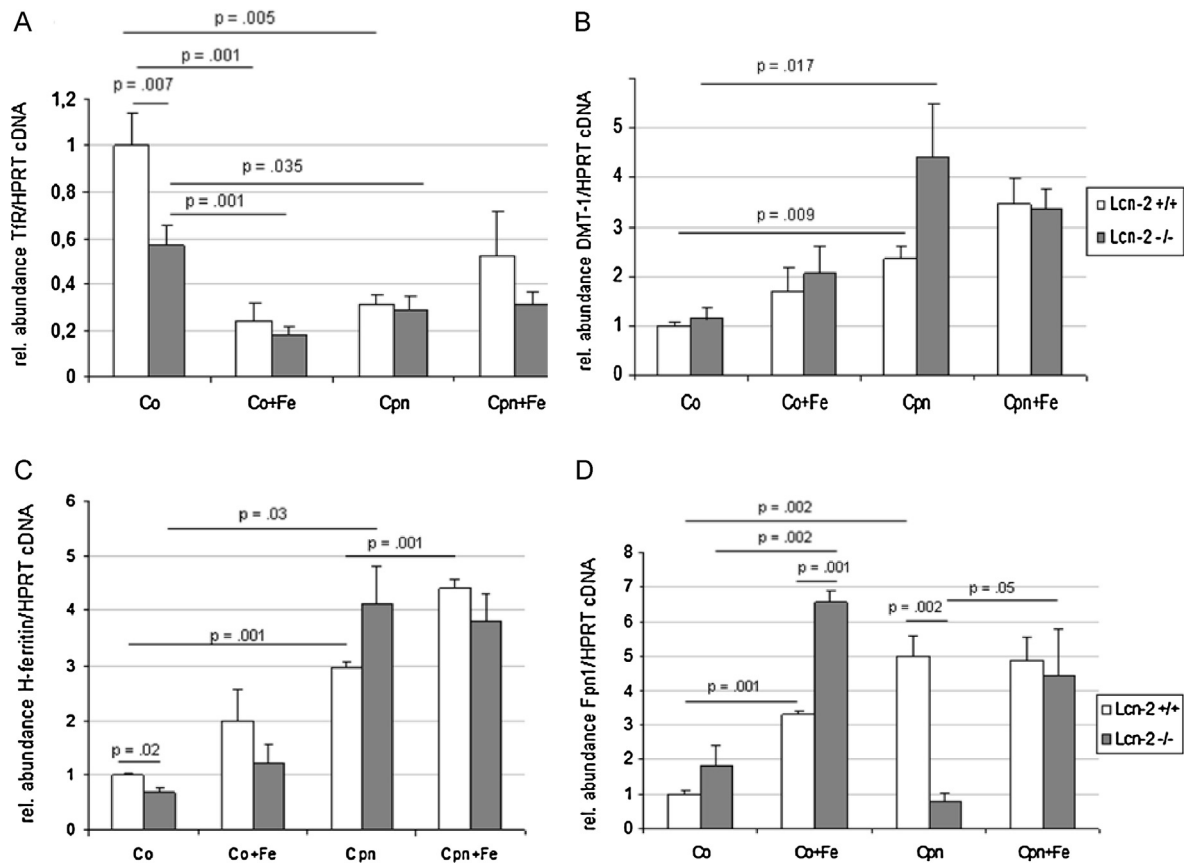 A
p = .005
p = .001
p = .007
p = .035
p = .001
rel. abundance TfR/HPRT cDNA
1,2
1
0,8
0,6
0,4
0,2
0
Co
Co+Fe
Cpn
Cpn+Fe
B
p = .017
p = .009
rel. abundance DMT-1/HPRT cDNA
5
4
3
2
1
0
Co
Co+Fe
Cpn
Cpn+Fe
Lcn-2 +/+
Lcn-2 -/-
C
p = .03
p = .001
p = .001
p = .02
rel. abundance H-ferritin/HPRT cDNA
6
5
4
3
2
1
0
Co
Co+Fe
Cpn
Cpn+Fe
D
p = .002
p = .002
p = .001
p = .002
p = .05
p = .001
rel. abundance Fpn1/HPRT cDNA
8
7
6
5
4
3
2
1
0
Co
Co+Fe
Cpn
Cpn+Fe
Lcn-2 +/+
Lcn-2 -/-